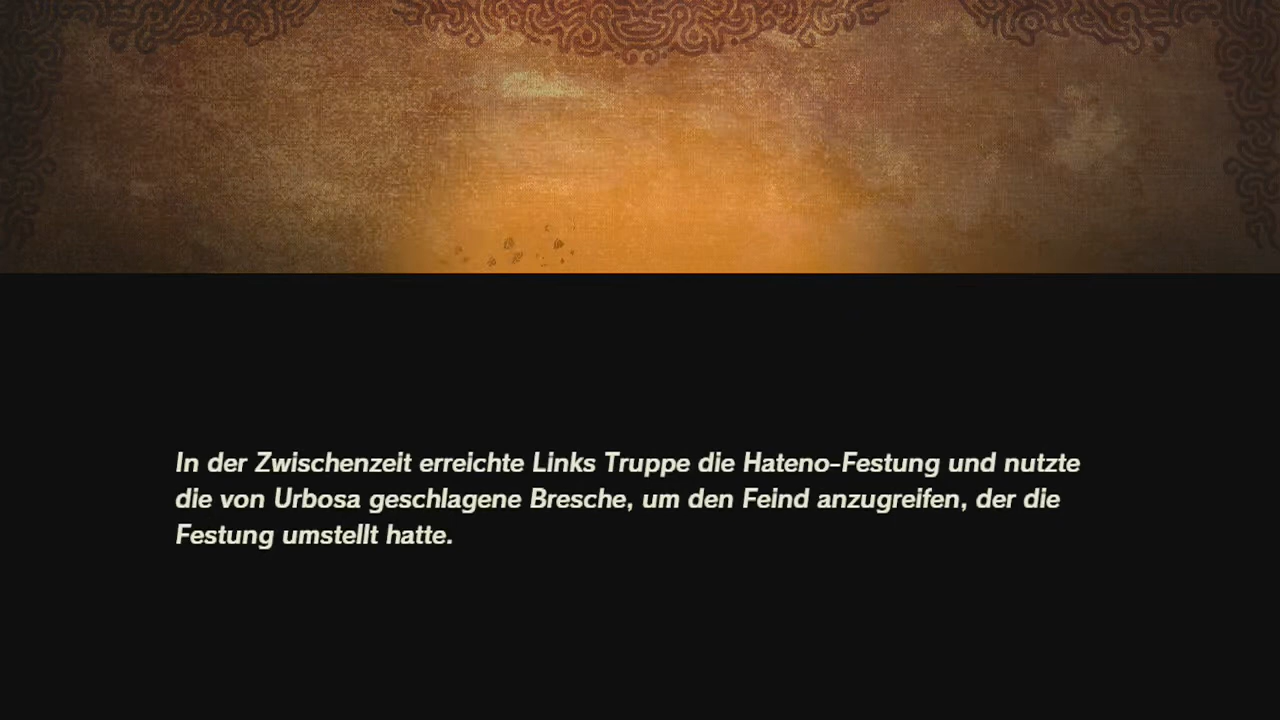 In der Zwischenzeit erreichte Links Truppe die Hateno-Festung und nutzte
die von Urbosa geschlagene Bresche, um den Feind anzugreifen, der die
Festung umstellt hatte.